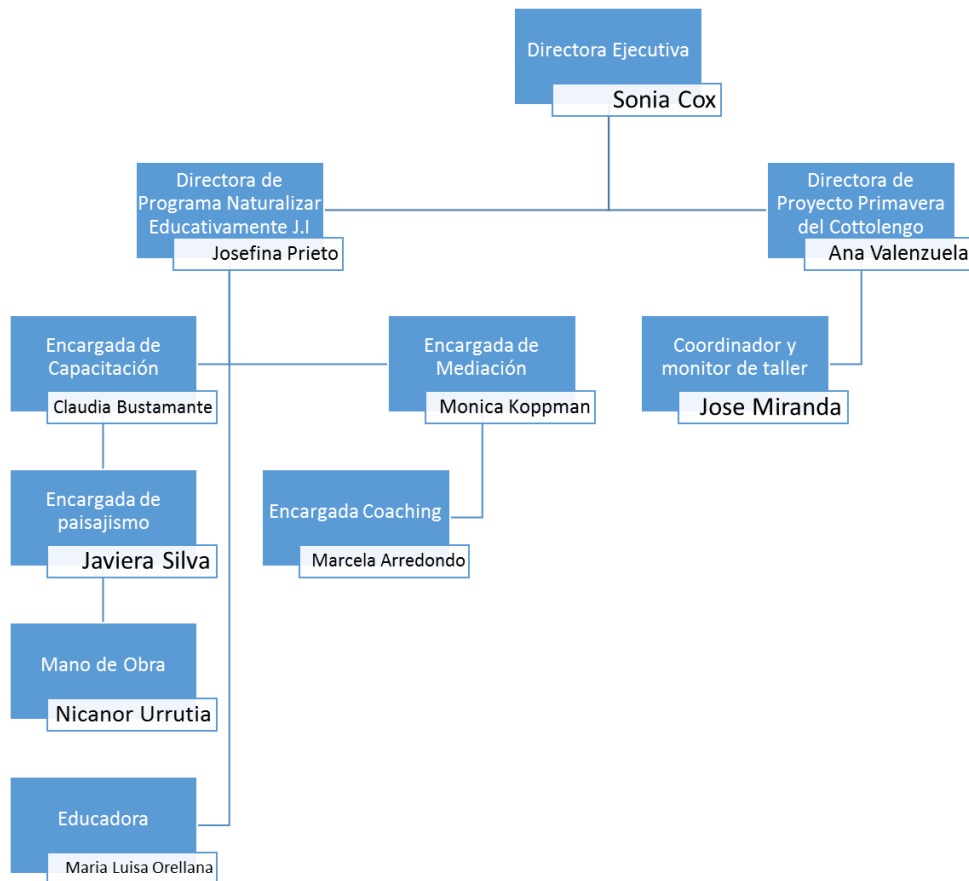 Directora Ejecutiva
Sonia Cox
Directora de
Programa Naturalizar
Educativamente J.I
Josefina Prieto
Directora de
Proyecto Primavera
del Cottolengo
Ana Valenzuela
Encargada de
Capacitación
Claudia Bustamante
Encargada de
Mediación
Monica Koppman
Coordinador y
monitor de taller
Jose Miranda
Encargada de
paisajismo
Javiera Silva
Encargada Coaching
Marcela Arredondo
Mano de Obra
Nicanor Urrutia
Educadora
Maria Luisa Orellana